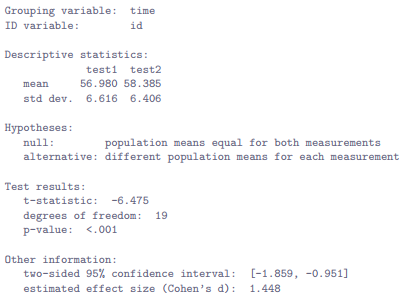 Grouping variable:  time
ID variable:        id
Descriptive statistics:
            test1  test2
   mean     56.980 58.385
   std dev.  6.616  6.406
Hypotheses:
   null:        population means equal for both measurements
   alternative: different population means for each measurement
Test results:
   t-statistic:  -6.475
   degrees of freedom:  19
   p-value:  <.001
Other information:
   two-sided 95% confidence interval:  [-1.859, -0.951]
   estimated effect size (Cohen's d):  1.448